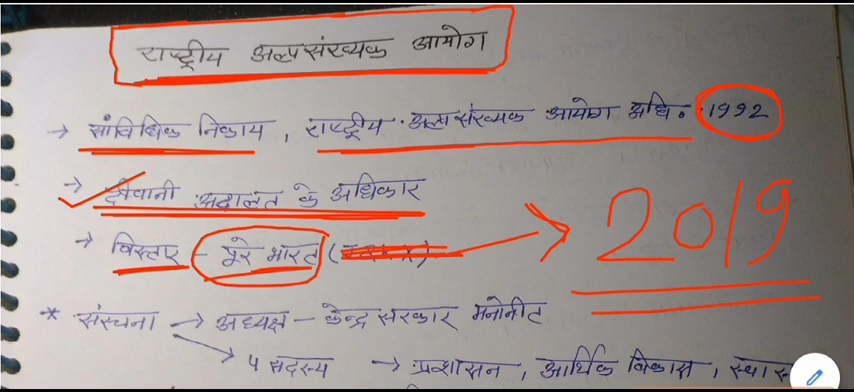 राष्ट्रीय अल्पसंख्यक आयोग
→ सांविधिक निकाय, राष्ट्रीय अल्पसंख्यक आयोग अधि. 1992
→ दीवानी अदालत के अधिकार
→ विस्तार - पूरे भारत
2019
* संरचना → अध्यक्ष - केन्द्र सरकार मनोनीत
→ 5 सदस्य → प्रशासन, आर्थिक विकास,